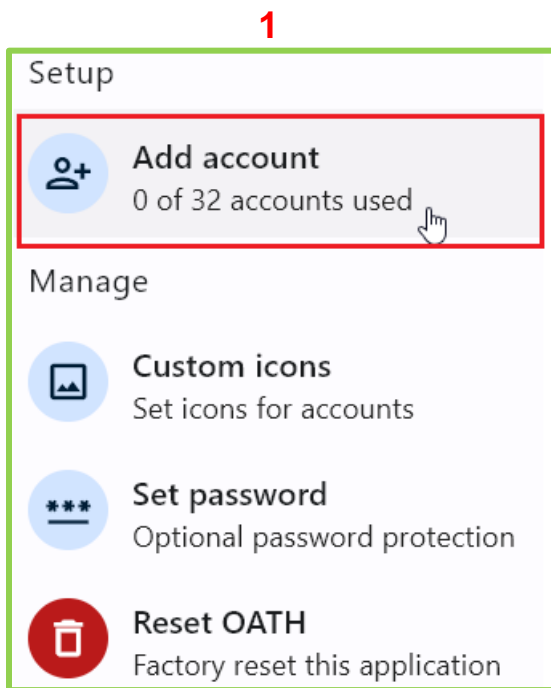 1
Setup
Add account
0 of 32 accounts used
Manage
Custom icons
Set icons for accounts
***
Set password
Optional password protection
Reset OATH
Factory reset this application